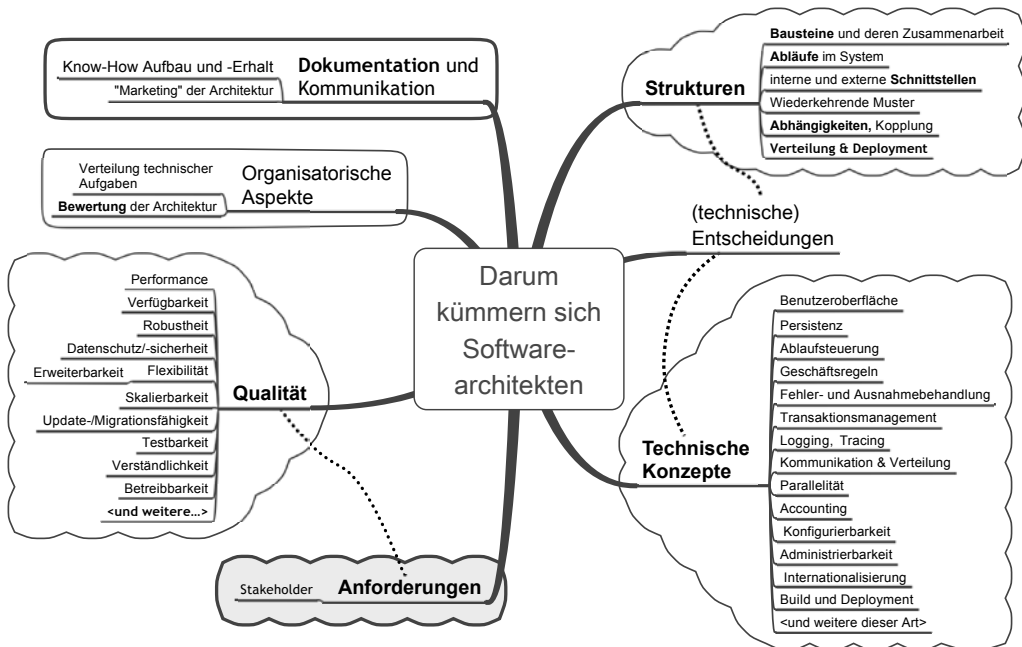 Darum
kümmern sich
Software-
architekten
Dokumentation und
Kommunikation
Know-How Aufbau und -Erhalt
"Marketing" der Architektur
Organisatorische
Aspekte
Verteilung technischer
Aufgaben
Bewertung der Architektur
Qualität
Performance
Verfügbarkeit
Robustheit
Datenschutz/-sicherheit
Erweiterbarkeit Flexibilität
Skalierbarkeit
Update-/Migrationsfähigkeit
Testbarkeit
Verständlichkeit
Betreibbarkeit
<und weitere...>
Stakeholder Anforderungen
Strukturen
Bausteine und deren Zusammenarbeit
Abläufe im System
interne und externe Schnittstellen
Wiederkehrende Muster
Abhängigkeiten, Kopplung
Verteilung & Deployment
(technische)
Entscheidungen
Technische
Konzepte
Benutzeroberfläche
Persistenz
Ablaufsteuerung
Geschäftsregeln
Fehler- und Ausnahmebehandlung
Transaktionsmanagement
Logging, Tracing
Kommunikation & Verteilung
Parallelität
Accounting
Konfigurierbarkeit
Administrierbarkeit
Internationalisierung
Build und Deployment
<und weitere dieser Art>